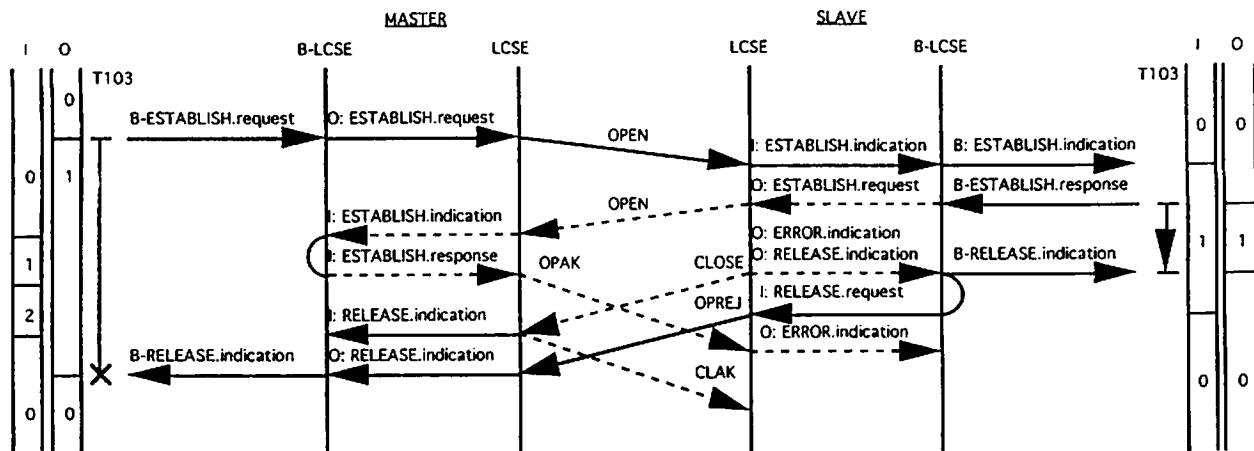 MASTER SLAVE
I O B-LCSE LCSE LCSE B-LCSE I O
T103 T103
0
B-ESTABLISH.request O: ESTABLISH.request
OPEN
0 0
I: ESTABLISH.indication B: ESTABLISH.indication
0 1
O: ESTABLISH.request B-ESTABLISH.response
OPEN
I: ESTABLISH.indication
O: ERROR.indication
1 1
1
I: ESTABLISH.response OPAK CLOSE O: RELEASE.indication B-RELEASE.indication
2
I: RELEASE.request
OPREJ
I: RELEASE.indication
O: ERROR.indication
B-RELEASE.indication O: RELEASE.indication
CLAK
0 0
0 0